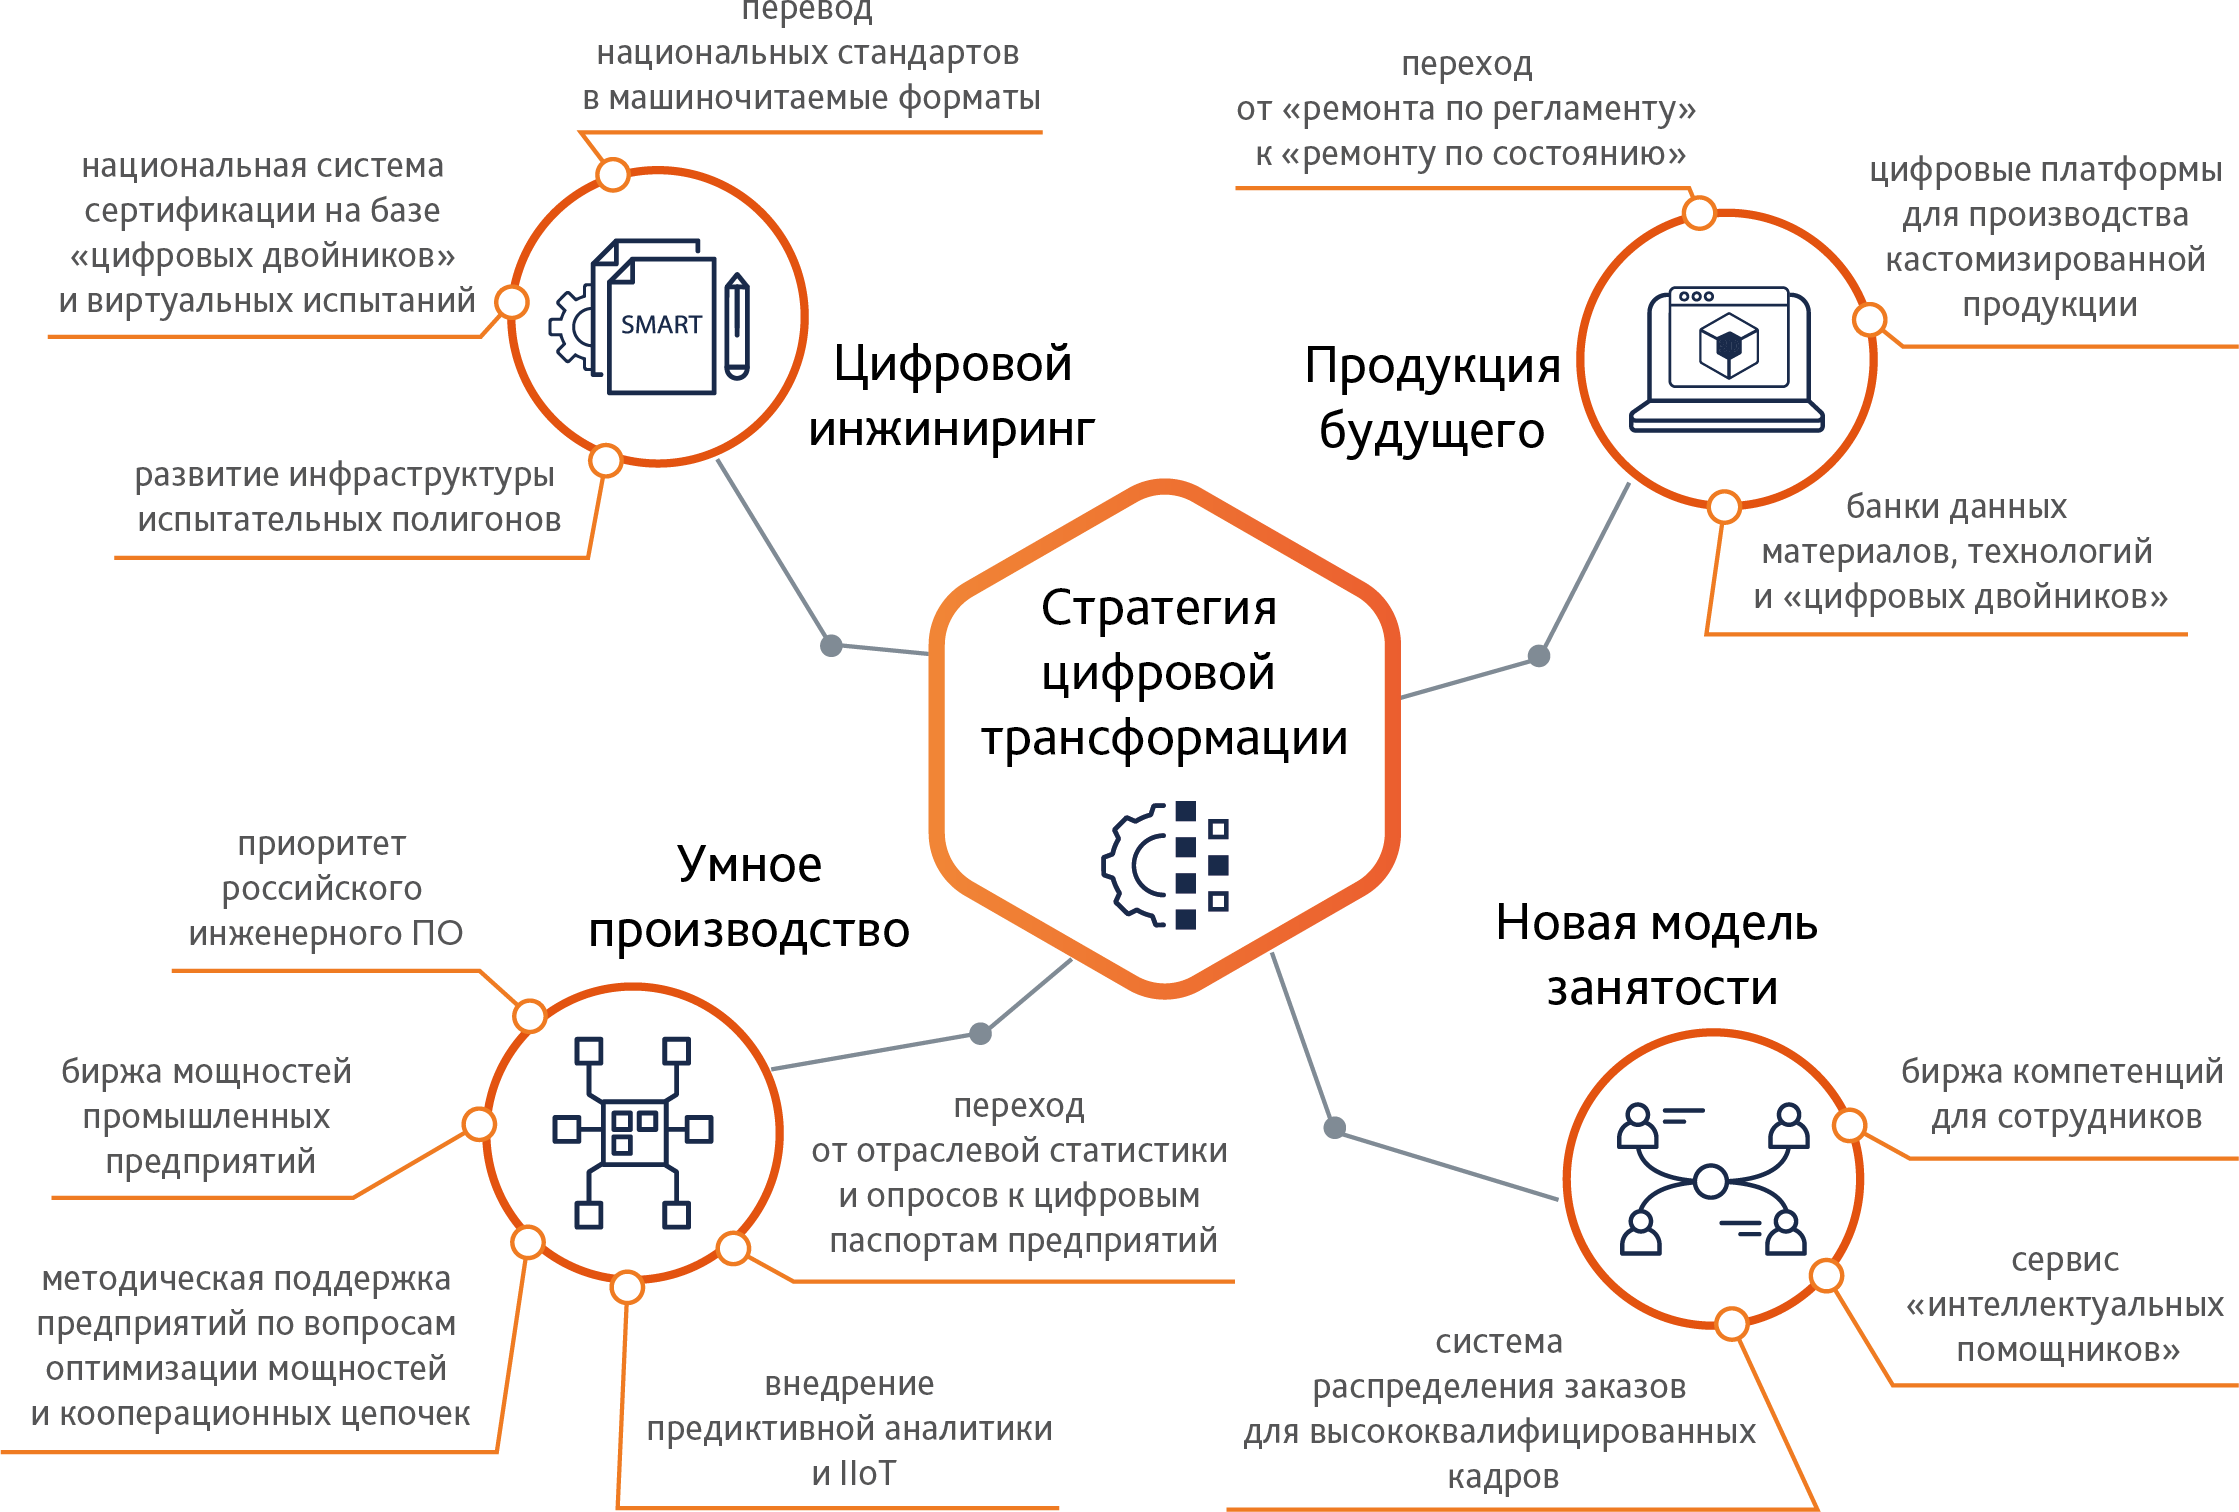 перевод
национальных стандартов
в машиночитаемые форматы
национальная система
сертификации на базе
«цифровых двойников»
и виртуальных испытаний
SMART
Цифровой
инжиниринг
развитие инфраструктуры
испытательных полигонов
переход
от «ремонта по регламенту»
к «ремонту по состоянию»
цифровые платформы
для производства
кастомизированной
продукции
Продукция
будущего
банки данных
материалов, технологий
и «цифровых двойников»
Стратегия
цифровой
трансформации
Умное
производство
приоритет
российского
инженерного ПО
биржа мощностей
промышленных
предприятий
методическая поддержка
предприятий по вопросам
оптимизации мощностей
и кооперационных цепочек
внедрение
предиктивной аналитики
и IIoT
переход
от отраслевой статистики
и опросов к цифровым
паспортам предприятий
Новая модель
занятости
биржа компетенций
для сотрудников
сервис
«интеллектуальных
помощников»
система
распределения заказов
для высококвалифицированных
кадров